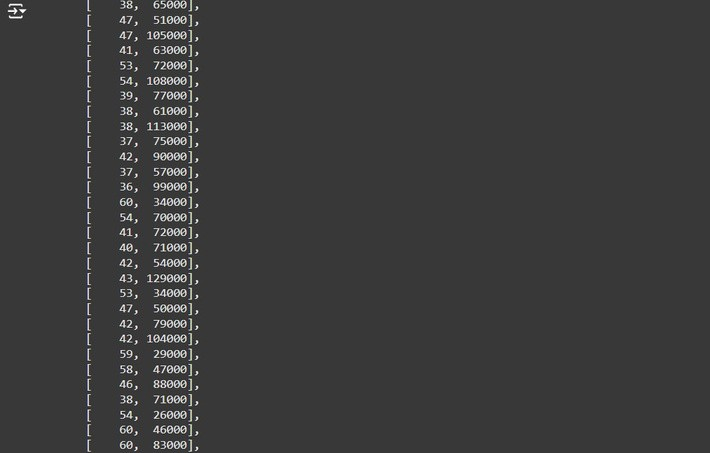 [    38,  65000],
[    47,  51000],
[    47, 105000],
[    41,  63000],
[    53,  72000],
[    54, 108000],
[    39,  77000],
[    38,  61000],
[    38, 113000],
[    37,  75000],
[    42,  90000],
[    37,  57000],
[    36,  99000],
[    60,  34000],
[    54,  70000],
[    41,  72000],
[    40,  71000],
[    42,  54000],
[    43, 129000],
[    53,  34000],
[    47,  50000],
[    42,  79000],
[    42, 104000],
[    59,  29000],
[    58,  47000],
[    46,  88000],
[    38,  71000],
[    54,  26000],
[    60,  46000],
[    60,  83000],